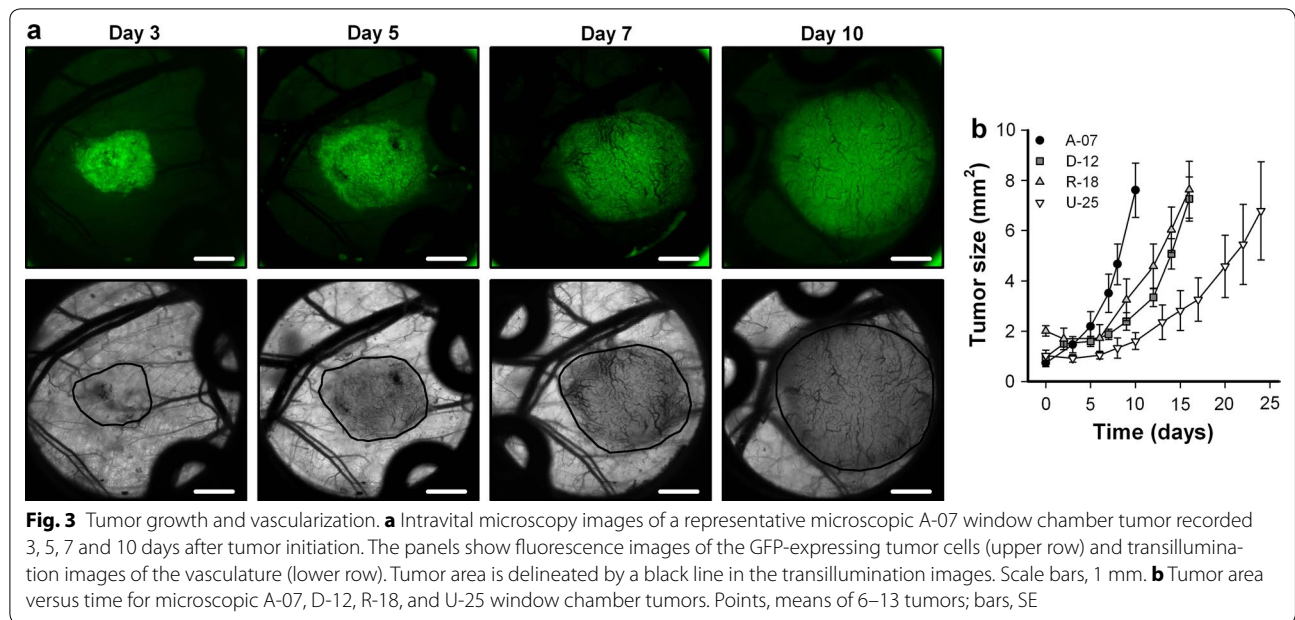 a
Day 3 Day 5 Day 7 Day 10
b
10
8
6
4
2
0
A-07
D-12
R-18
U-25
Tumor size (mm²)
0 5 10 15 20 25
Time (days)
Fig. 3 Tumor growth and vascularization. a Intravital microscopy images of a representative microscopic A-07 window chamber tumor recorded
3, 5, 7 and 10 days after tumor initiation. The panels show fluorescence images of the GFP-expressing tumor cells (upper row) and transillumina-
tion images of the vasculature (lower row). Tumor area is delineated by a black line in the transillumination images. Scale bars, 1 mm. b Tumor area
versus time for microscopic A-07, D-12, R-18, and U-25 window chamber tumors. Points, means of 6–13 tumors; bars, SE